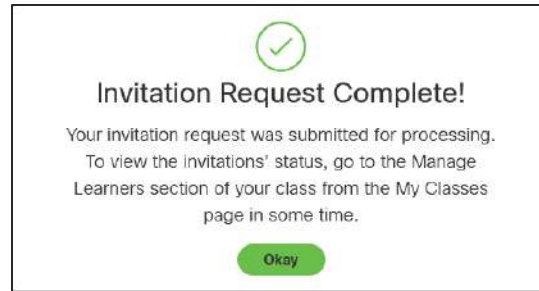 Invitation Request Complete!
Your invitation request was submitted for processing.
To view the invitations' status, go to the Manage
Learners section of your class from the My Classes
page in some time.
Okay